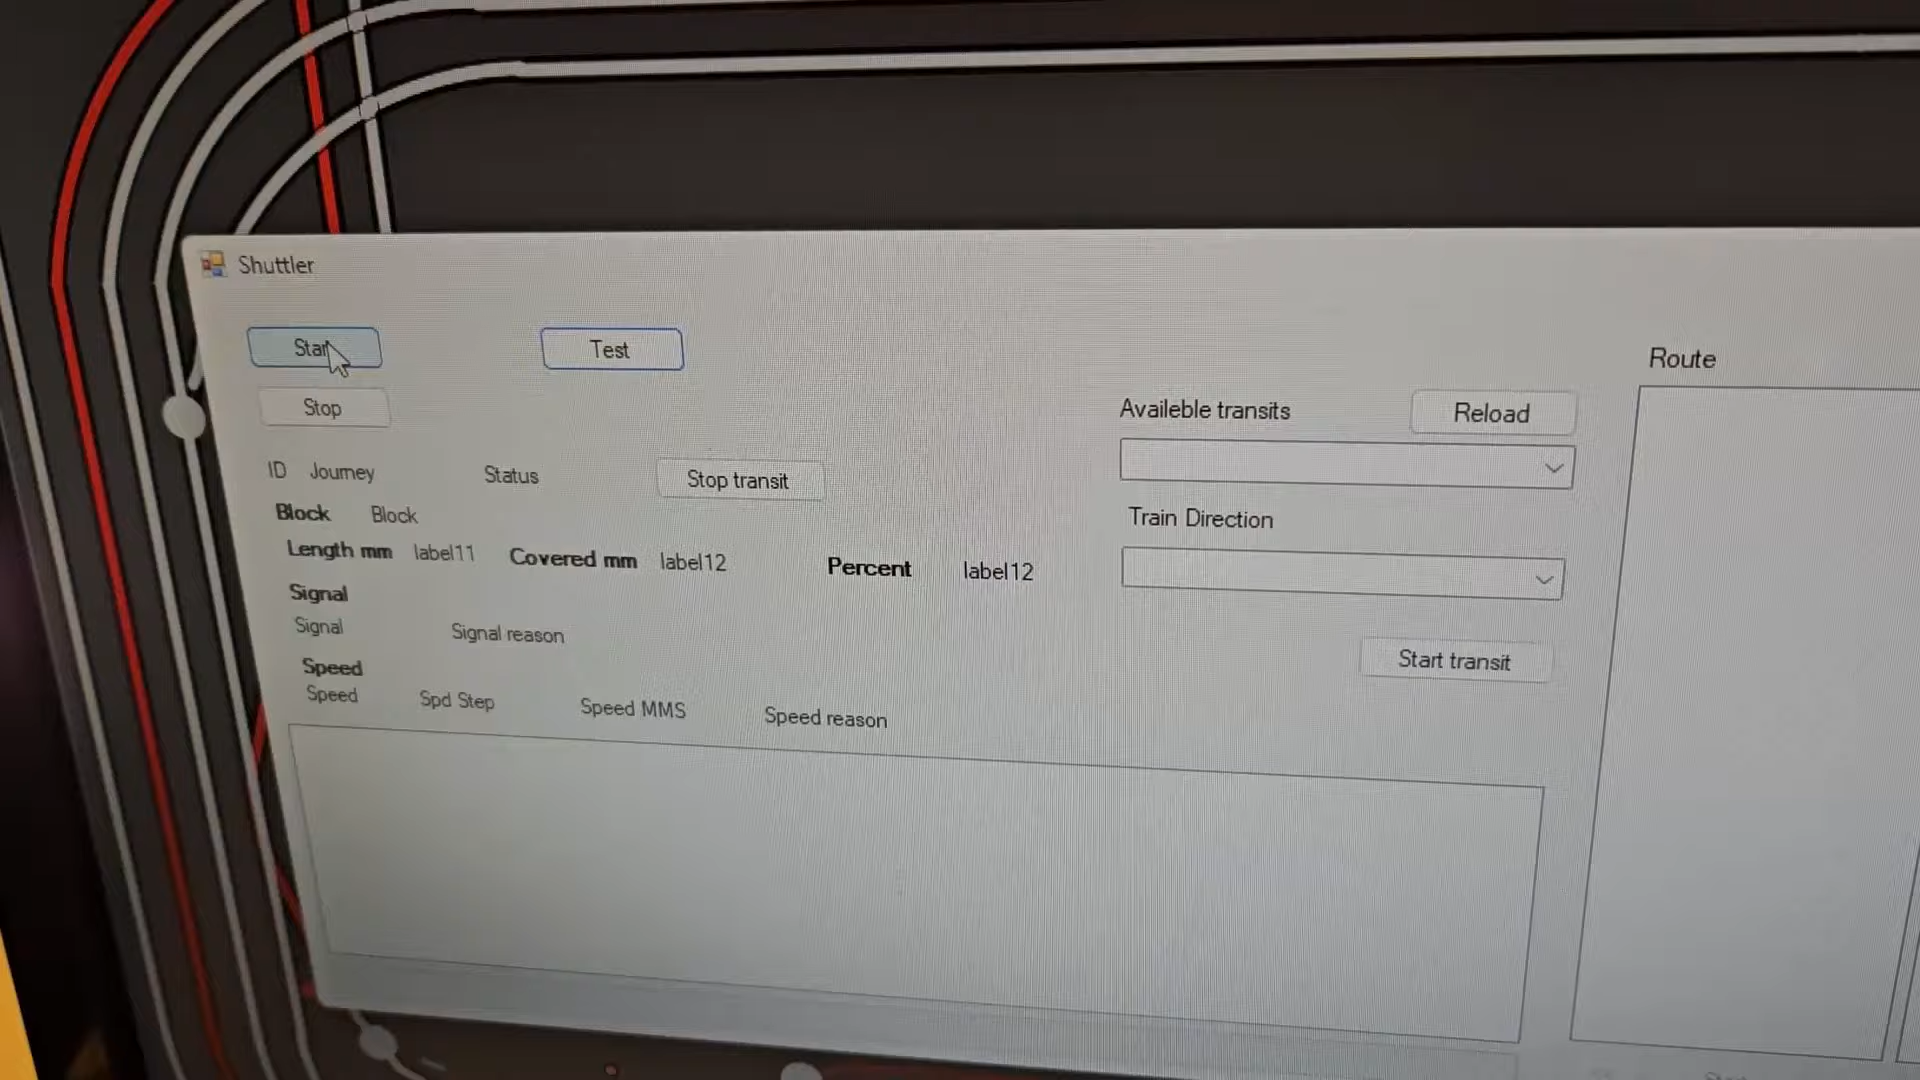 Shuttler
Start
Test
Stop
Route
Availeble transits
Reload
ID Journey Status
Stop transit
Block Block
Train Direction
Length mm label11 Covered mm label12 Percent label12
Signal
Signal Signal reason
Start transit
Speed
Speed Spd Step Speed MMS Speed reason